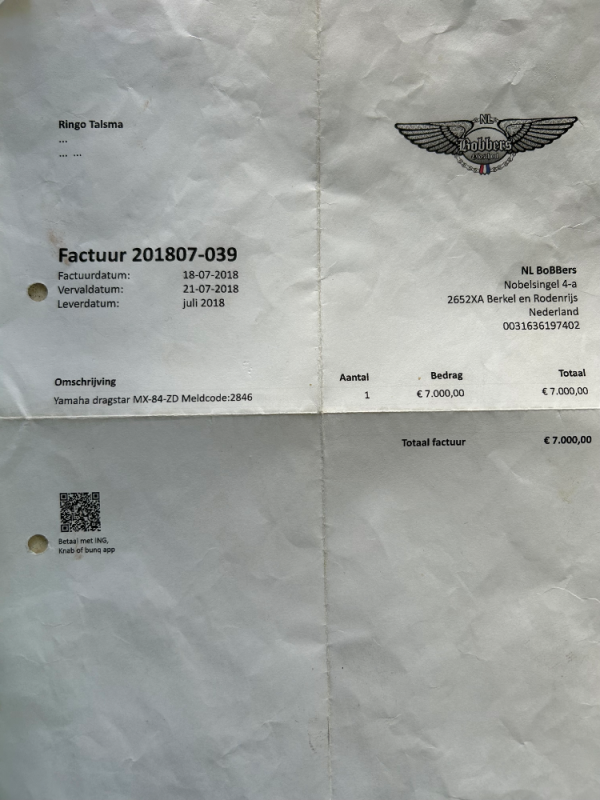 Ringo Talsma
...
... ...
NL
Bobbers
Factuur 201807-039
Factuurdatum: 18-07-2018
Vervaldatum: 21-07-2018
Leverdatum: juli 2018
NL BoBBers
Nobelsingel 4-a
2652XA Berkel en Rodenrijs
Nederland
0031636197402
Omschrijving Aantal Bedrag Totaal
Yamaha dragstar MX-84-ZD Meldcode:2846 1 € 7.000,00 € 7.000,00
Totaal factuur € 7.000,00
Betaal met ING,
Knab of bunq app